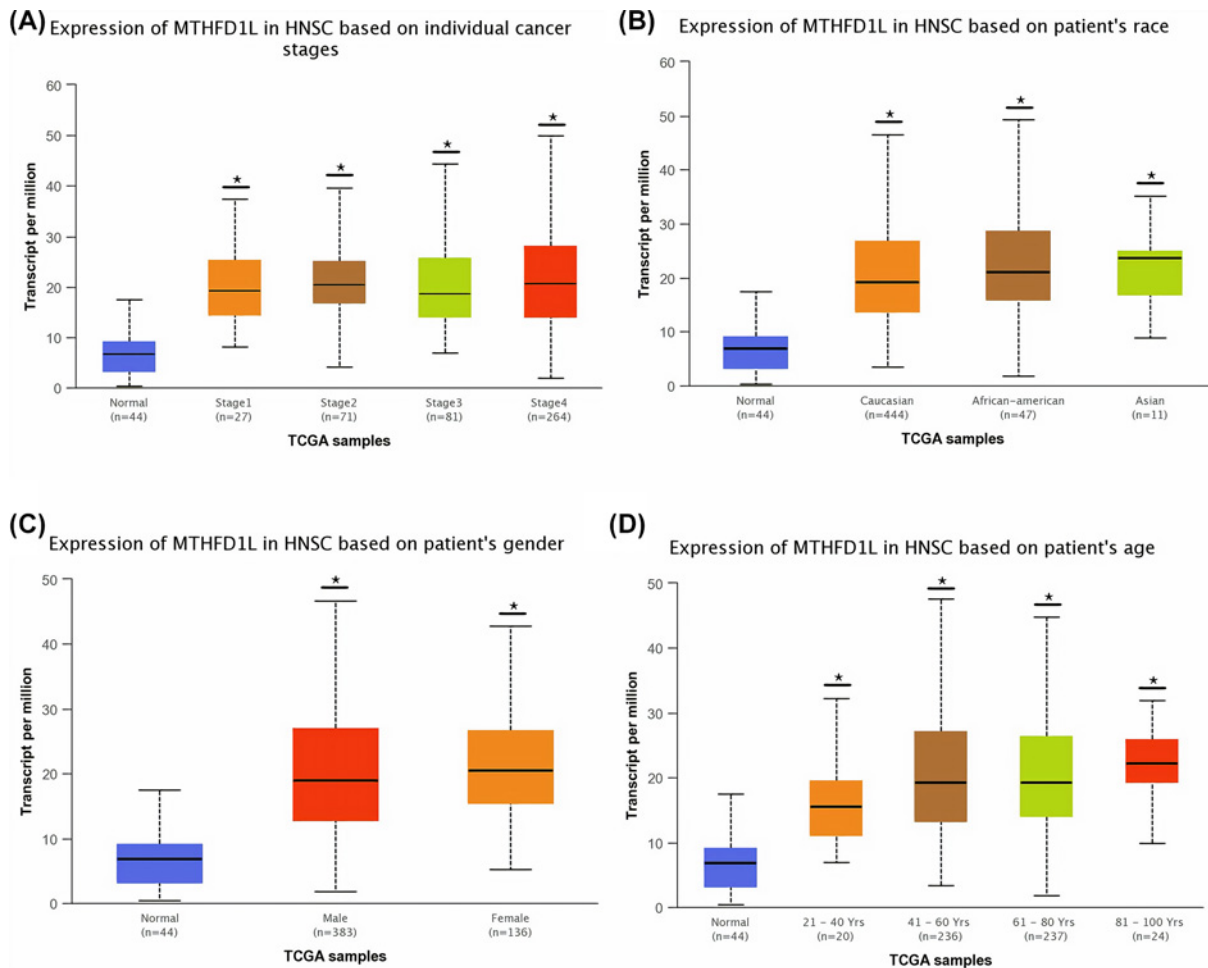 (A)
Expression of MTHFD1L in HNSC based on individual cancer
stages
Transcript per million
60
50
40
30
20
10
0
★
★
★
★
Normal
(n=44)
Stage1
(n=27)
Stage2
(n=71)
Stage3
(n=81)
Stage4
(n=264)
TCGA samples
(B)
Expression of MTHFD1L in HNSC based on patient's race
Transcript per million
60
50
40
30
20
10
0
★
★
★
Normal
(n=44)
Caucasian
(n=444)
African-american
(n=47)
Asian
(n=11)
TCGA samples
(C)
Expression of MTHFD1L in HNSC based on patient's gender
Transcript per million
50
40
30
20
10
0
★
★
Normal
(n=44)
Male
(n=383)
Female
(n=136)
TCGA samples
(D)
Expression of MTHFD1L in HNSC based on patient's age
Transcript per million
50
40
30
20
10
0
★
★
★
★
Normal
(n=44)
21 - 40 Yrs
(n=20)
41 - 60 Yrs
(n=236)
61 - 80 Yrs
(n=237)
81 - 100 Yrs
(n=24)
TCGA samples